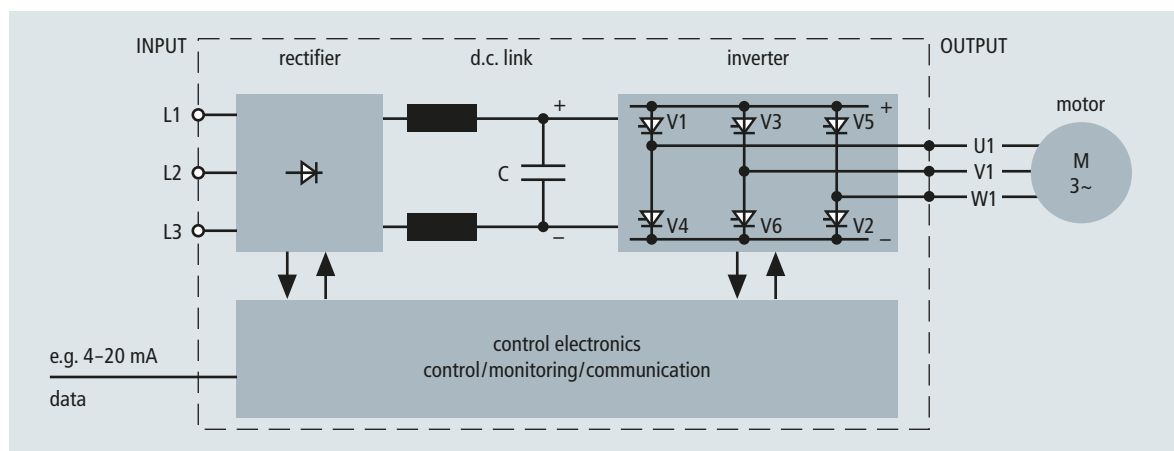 INPUT
OUTPUT
rectifier
d.c. link
inverter
motor
L1
L2
L3
C
+
–
+
–
V1
V3
V5
V4
V6
V2
U1
V1
W1
M
3~
control electronics
control/monitoring/communication
e.g. 4–20 mA
data